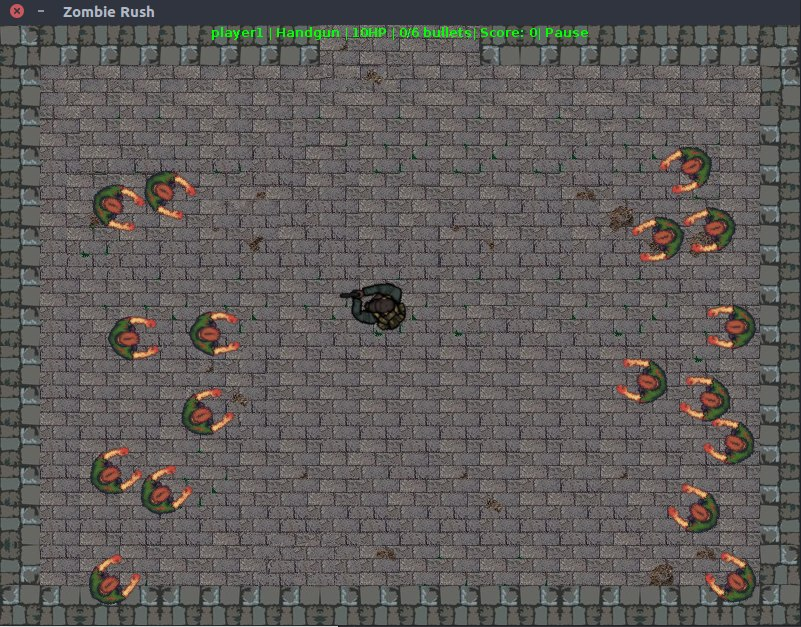 Zombie Rush
player1 | Handgun | 10HP | 0/6 bullets| Score: 0| Pause